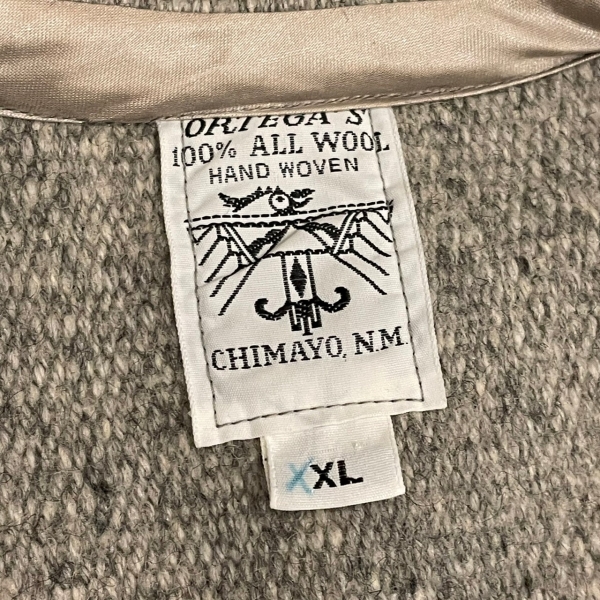 ORTEGA'S
100% ALL WOOL
HAND WOVEN
CHIMAYO, N.M.
XXL